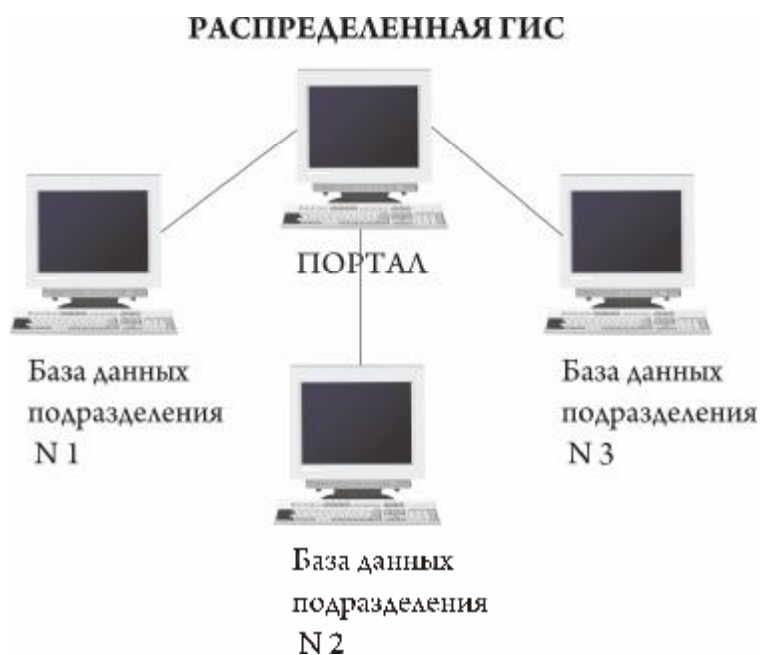 РАСПРЕДЕЛЕННАЯ ГИС
ПОРТАЛ
База данных
подразделения
N 1
База данных
подразделения
N 3
База данных
подразделения
N 2